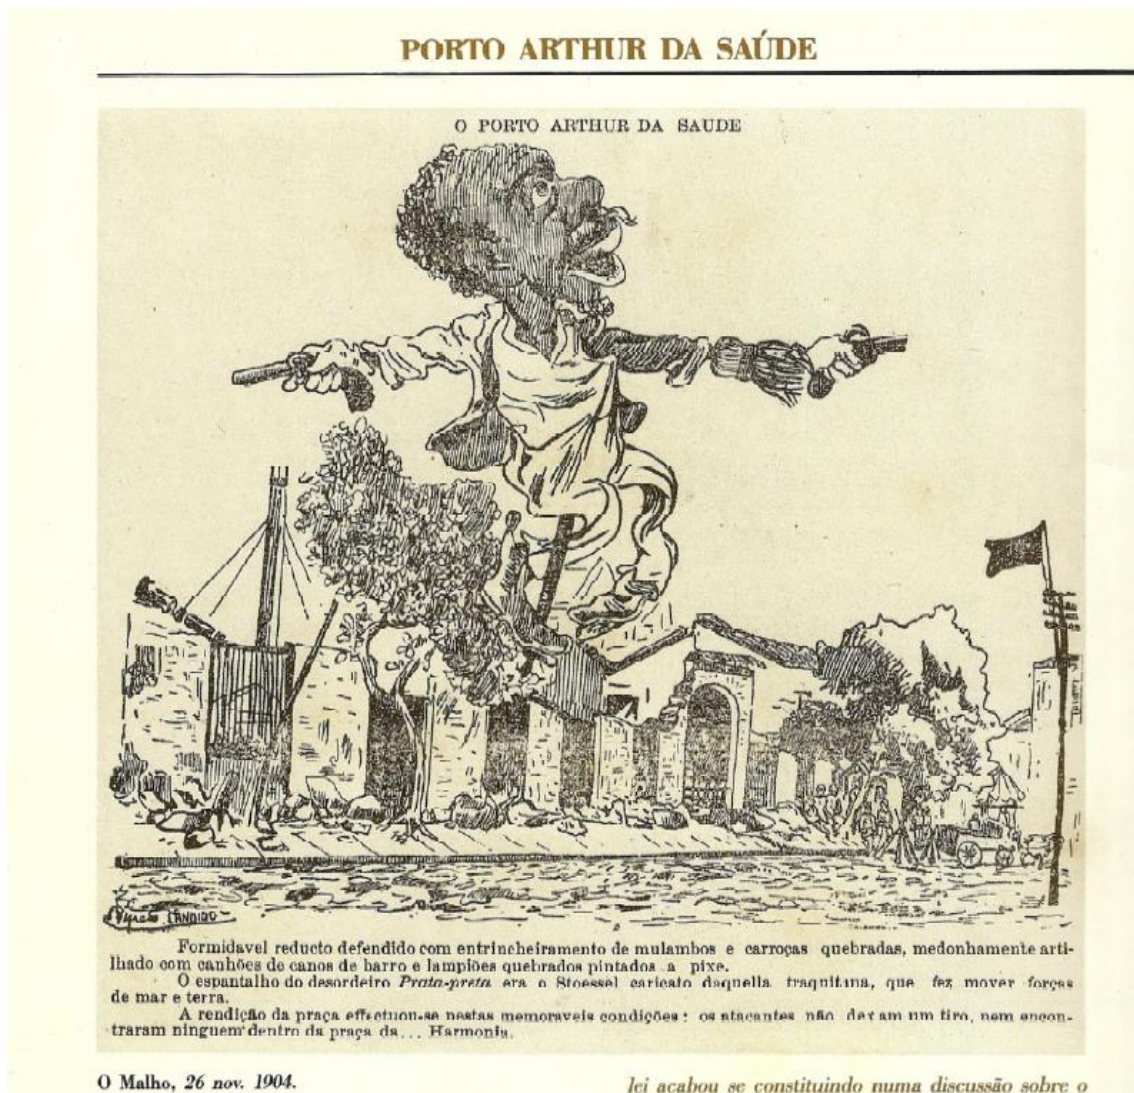 PORTO ARTHUR DA SAÚDE
O PORTO ARTHUR DA SAUDE
CANDIDO
Formidavel reducto defendido com entrincheiramento de mulambos e carroças quebradas, medonhamente arti-
lhado com canhões de canos de barro e lampiões quebrados pintados a pixe.
O espantalho do desordeiro Prata-preta era o Stoessel caricato daquella traquitana, que fez mover forças
de mar e terra.
A rendição da praça effectuou-se nestas memoraveis condições: os atacantes não deram um tiro, nem encon-
traram ninguem dentro da praça da... Harmonia.
O Malho, 26 nov. 1904.
lei acabou se constituindo numa discussão sobre o